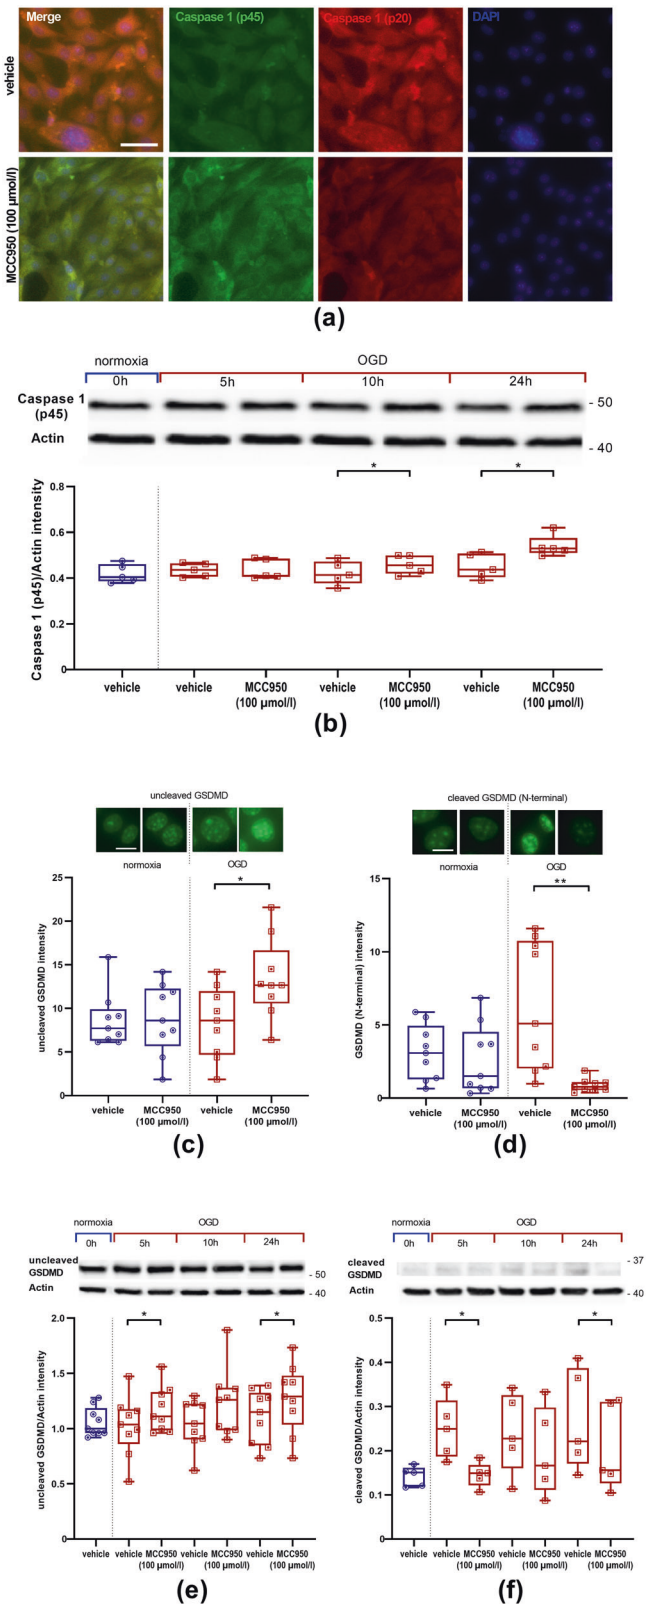 Merge Caspase 1 (p45) Caspase 1 (p20) DAPI
vehicle
MCC950 (100 µmol/l)
(a)
normoxia OGD
0h 5h 10h 24h
Caspase 1
(p45)
- 50
Actin
- 40
* *
Caspase 1 (p45)/Actin intensity
0.8
0.6
0.4
0.2
0
vehicle vehicle MCC950 vehicle MCC950 vehicle MCC950
(100 µmol/l) (100 µmol/l) (100 µmol/l)
(b)
uncleaved GSDMD
normoxia OGD
*
uncleaved GSDMD intensity
25
20
15
10
5
0
vehicle MCC950 vehicle MCC950
(100 µmol/l) (100 µmol/l)
(c)
cleaved GSDMD (N-terminal)
normoxia OGD
**
GSDMD (N-terminal) intensity
15
10
5
0
vehicle MCC950 vehicle MCC950
(100 µmol/l) (100 µmol/l)
(d)
normoxia OGD
0h 5h 10h 24h
uncleaved
GSDMD
- 50
Actin
- 40
* *
uncleaved GSDMD/Actin intensity
2.0
1.5
1.0
0.5
0
vehicle vehicle MCC950 vehicle MCC950 vehicle MCC950
(100 µmol/l) (100 µmol/l) (100 µmol/l)
(e)
normoxia OGD
0h 5h 10h 24h
- 37
cleaved
GSDMD
Actin
- 40
* *
cleaved GSDMD/Actin intensity
0.5
0.4
0.3
0.2
0.1
0
vehicle vehicle MCC950 vehicle MCC950 vehicle MCC950
(100 µmol/l) (100 µmol/l) (100 µmol/l)
(f)